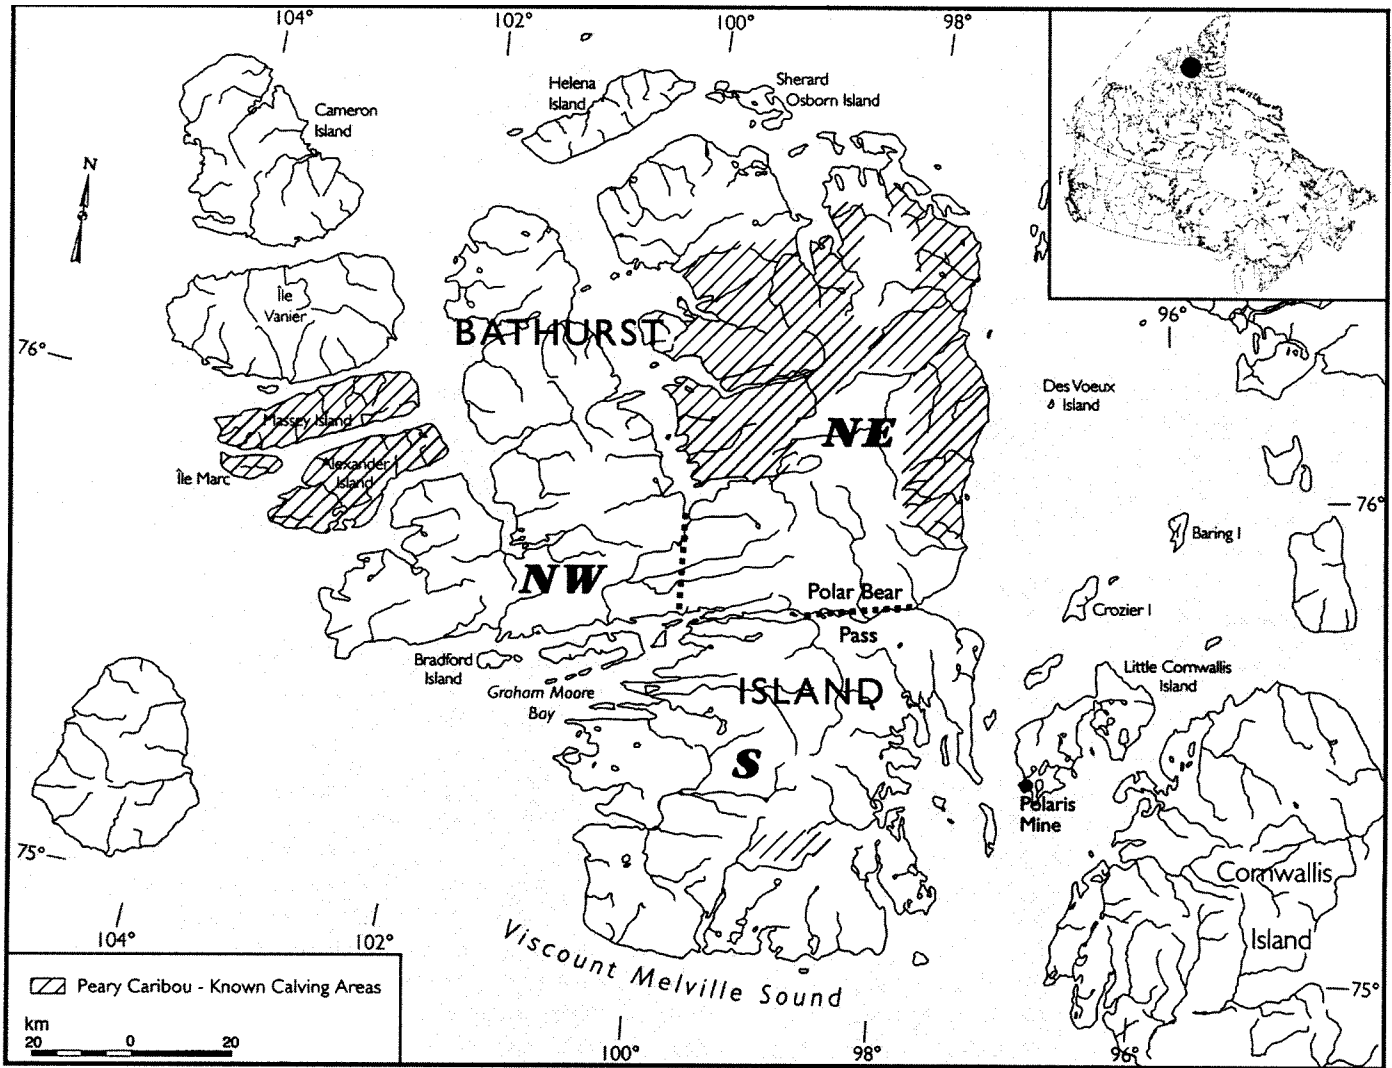 104°
102°
100°
98°
Helena
Island
Sherard
Osborn Island
Cameron
Island
N
Île
Vanier
BATHURST
96°
76°
Des Voeux
Island
Massey Island
NE
Île Marc
Alexander
Island
76°
Baring I
NW
Polar Bear
Pass
Crozier I
Bradford
Island
Graham Moore
Bay
ISLAND
Little Cornwallis
Island
S
Polaris
Mine
75°
Cornwallis
Island
104°
102°
Viscount Melville Sound
75°
Peary Caribou - Known Calving Areas
km
20 0 20
100°
98°
96°